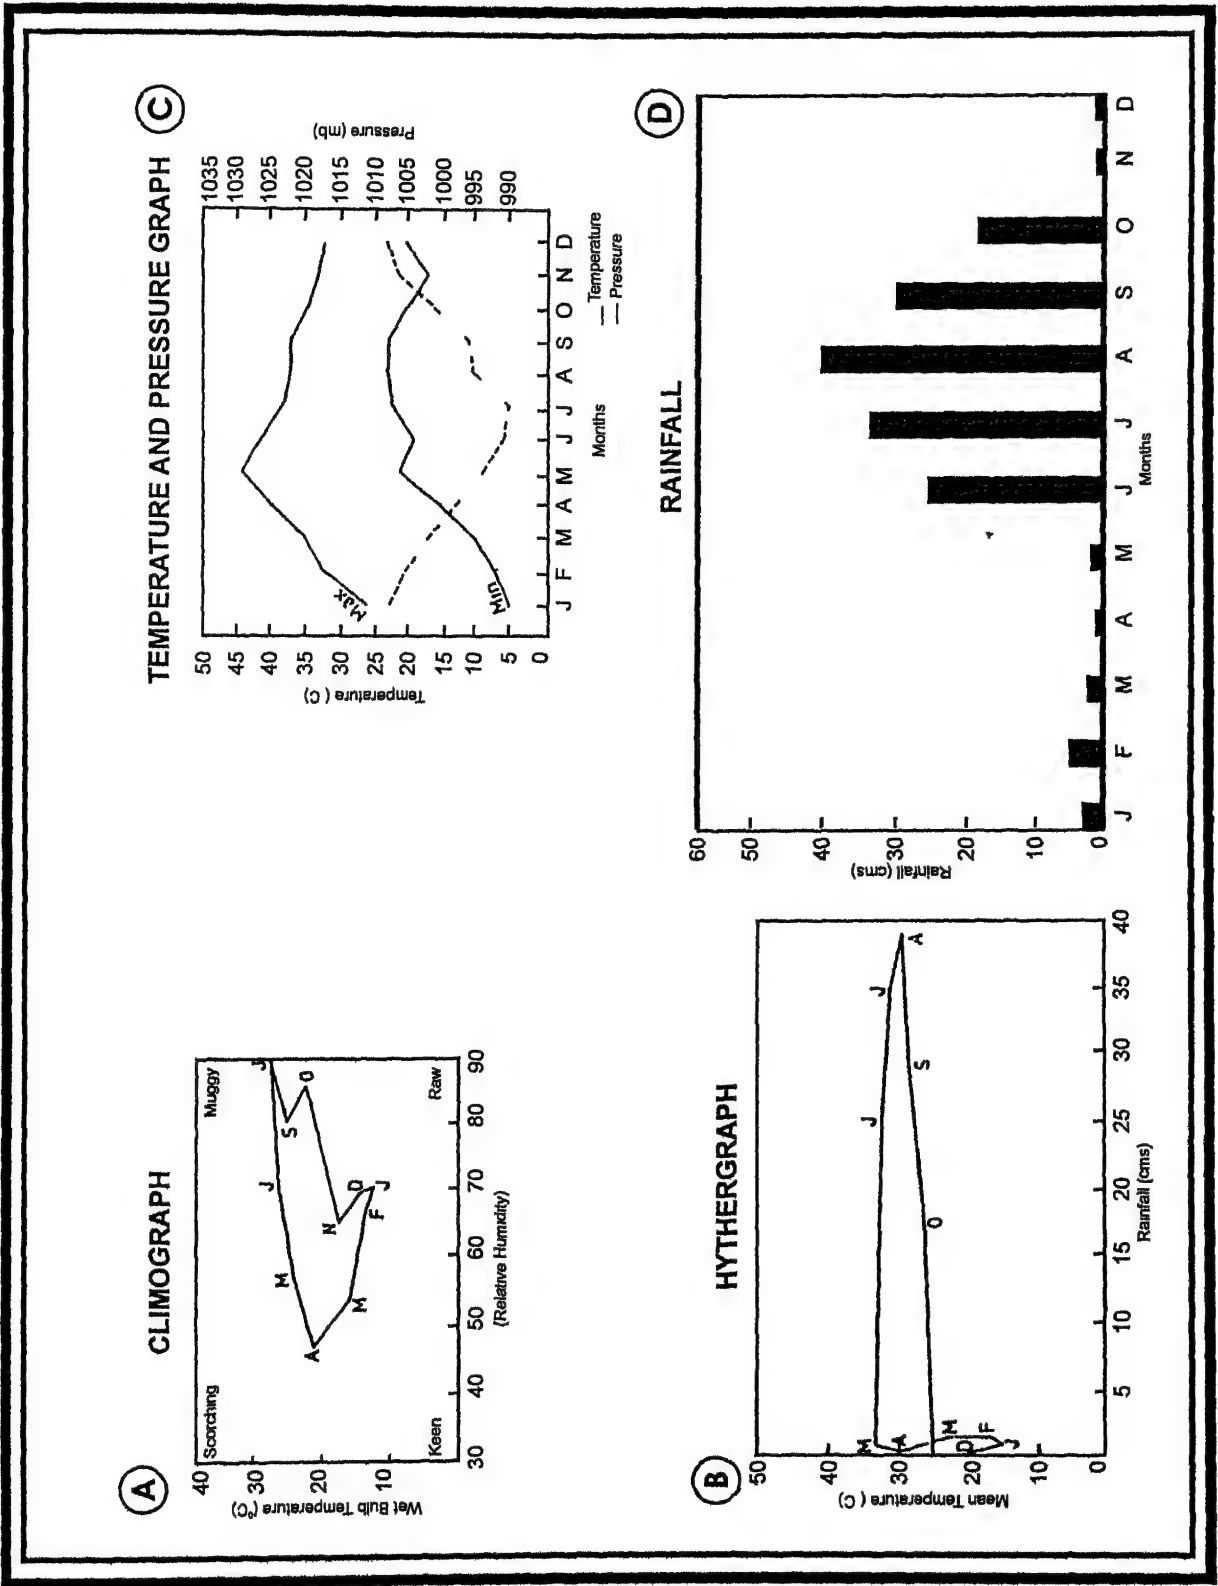 A
CLIMOGRAPH
Scorching
Muggy
Keen
Raw
Wet Bulb Temperature (°C)
40
30
20
10
30 40 50 60 70 80 90
(Relative Humidity)
J
F
M
A
M
J
J
S
O
N
D
TEMPERATURE AND PRESSURE GRAPH
C
Temperature ( C)
50
45
40
35
30
25
20
15
10
5
0
Max
Min
J F M A M J J A S O N D
Months
Temperature
Pressure
1035
1030
1025
1020
1015
1010
1005
1000
995
990
Pressure (mb)
B
HYTHERGRAPH
Mean Temperature ( C)
50
40
30
20
10
0
5 10 15 20 25 30 35 40
Rainfall (cms)
M
A
M
F
D
J
J
J
A
S
O
RAINFALL
D
Rainfall (cms)
60
50
40
30
20
10
0
J F M A M J J A S O N D
Months